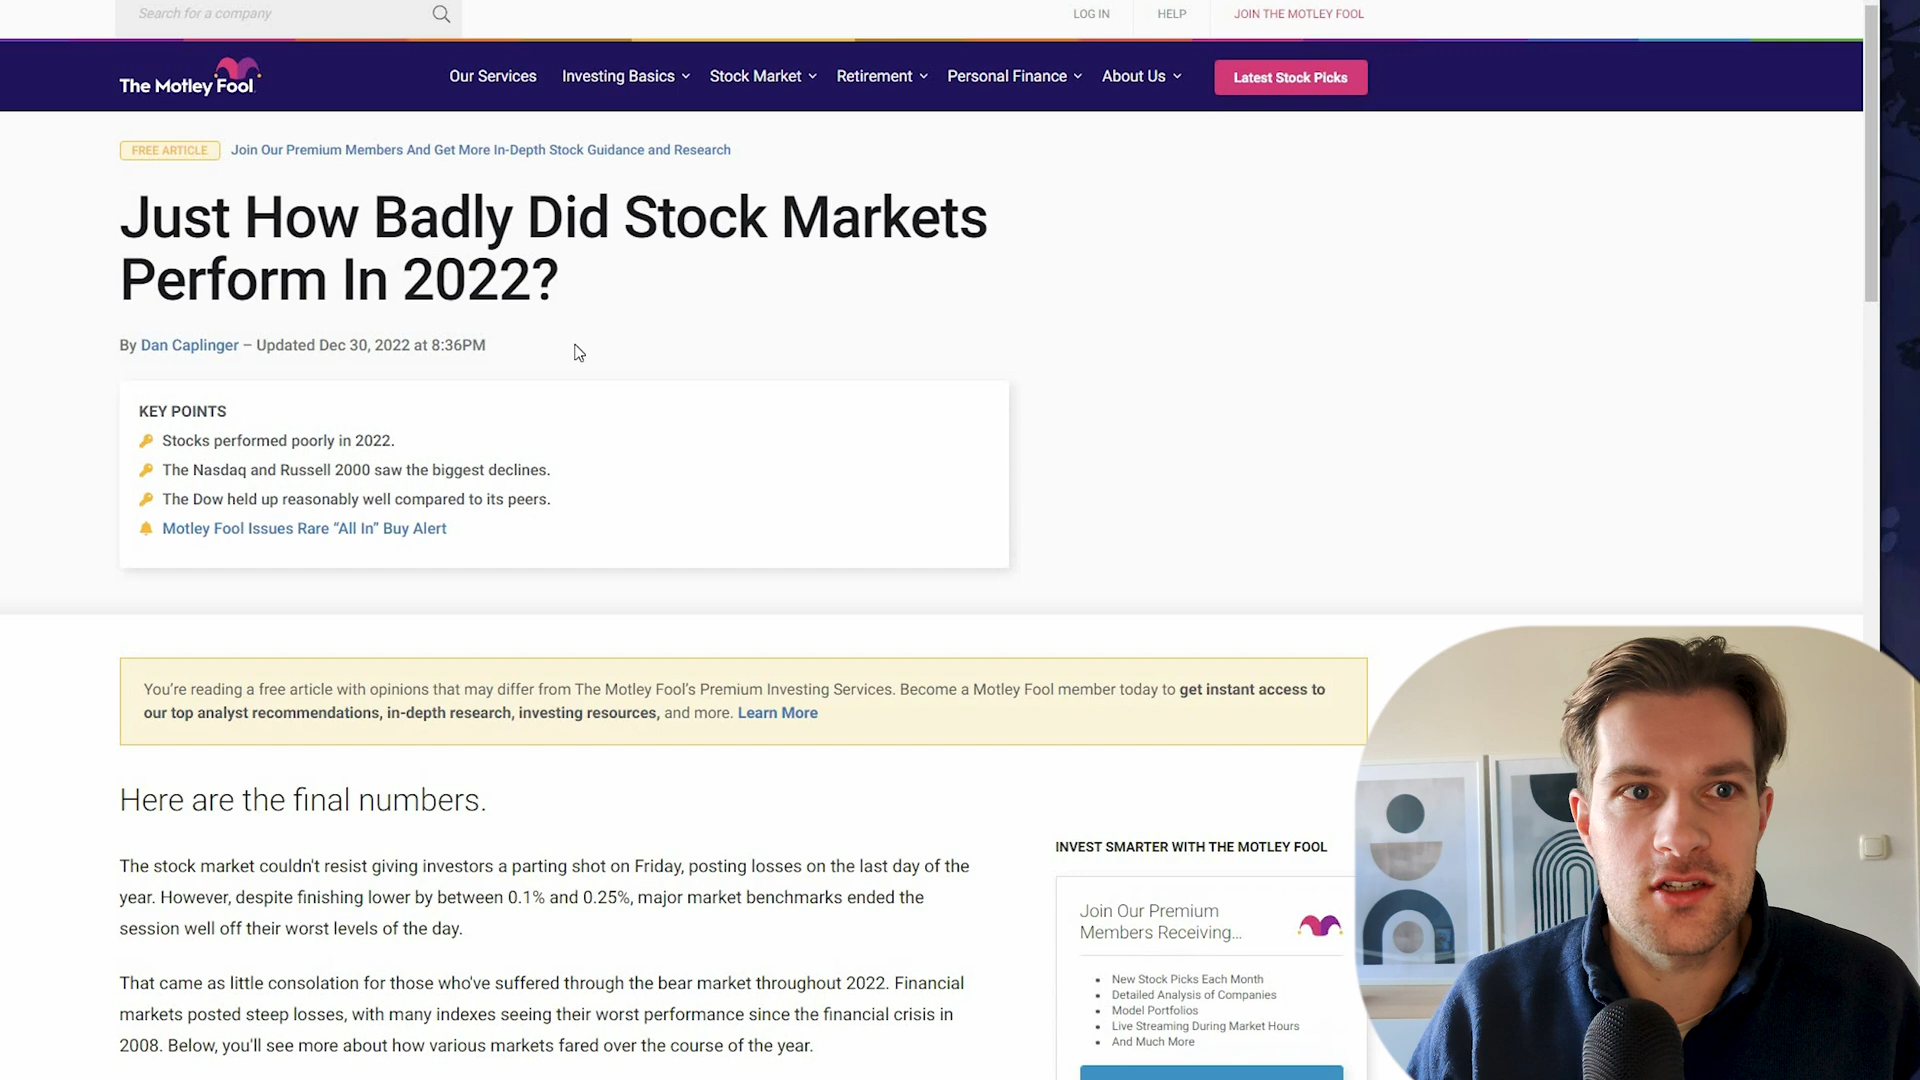 Search for a company
LOG IN
HELP
JOIN THE MOTLEY FOOL
The Motley Fool
Our Services
Investing Basics
Stock Market
Retirement
Personal Finance
About Us
Latest Stock Picks
FREE ARTICLE
Join Our Premium Members And Get More In-Depth Stock Guidance and Research
Just How Badly Did Stock Markets
Perform In 2022?
By Dan Caplinger – Updated Dec 30, 2022 at 8:36PM
KEY POINTS
Stocks performed poorly in 2022.
The Nasdaq and Russell 2000 saw the biggest declines.
The Dow held up reasonably well compared to its peers.
Motley Fool Issues Rare “All In” Buy Alert
You’re reading a free article with opinions that may differ from The Motley Fool’s Premium Investing Services. Become a Motley Fool member today to get instant access to
our top analyst recommendations, in-depth research, investing resources, and more. Learn More
Here are the final numbers.
The stock market couldn't resist giving investors a parting shot on Friday, posting losses on the last day of the
year. However, despite finishing lower by between 0.1% and 0.25%, major market benchmarks ended the
session well off their worst levels of the day.
That came as little consolation for those who've suffered through the bear market throughout 2022. Financial
markets posted steep losses, with many indexes seeing their worst performance since the financial crisis in
2008. Below, you'll see more about how various markets fared over the course of the year.
INVEST SMARTER WITH THE MOTLEY FOOL
Join Our Premium
Members Receiving...
New Stock Picks Each Month
Detailed Analysis of Companies
Model Portfolios
Live Streaming During Market Hours
And Much More